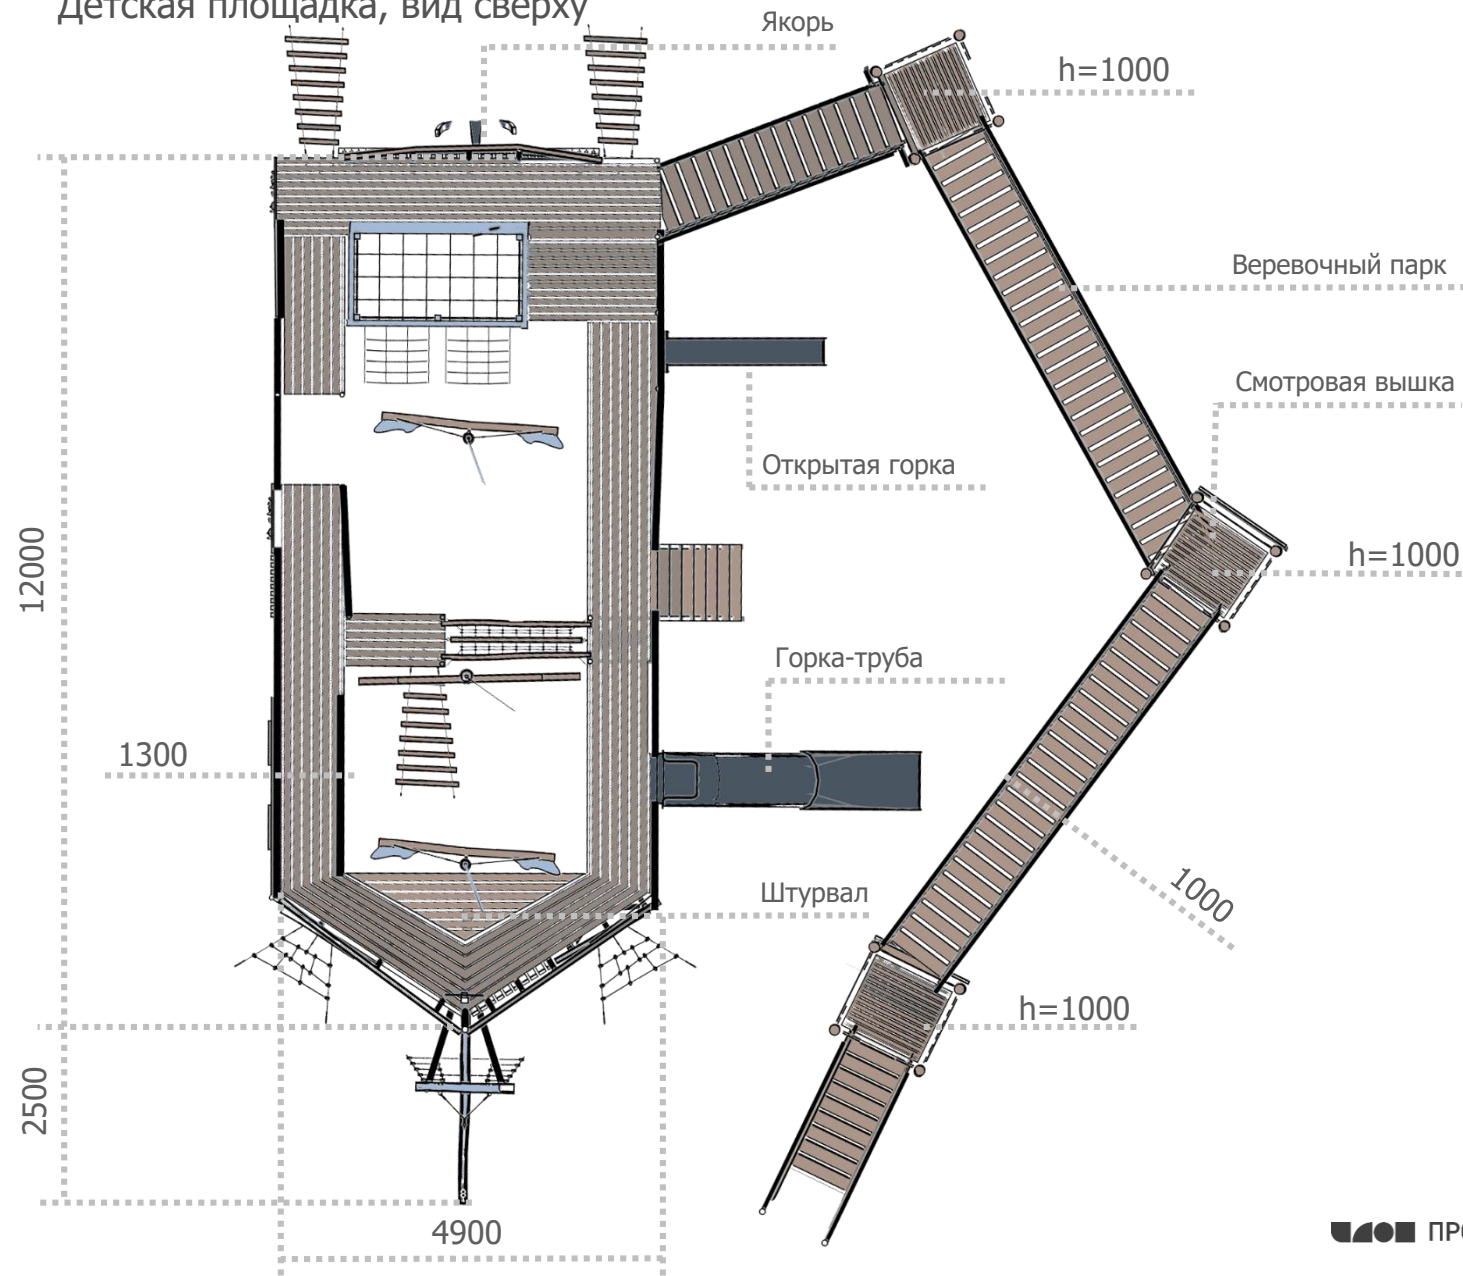 Детская площадка, вид сверху
Якорь
h=1000
Веревочный парк
Смотровая вышка
Открытая горка
h=1000
12000
Горка-труба
1300
Штурвал
1000
h=1000
2500
4900